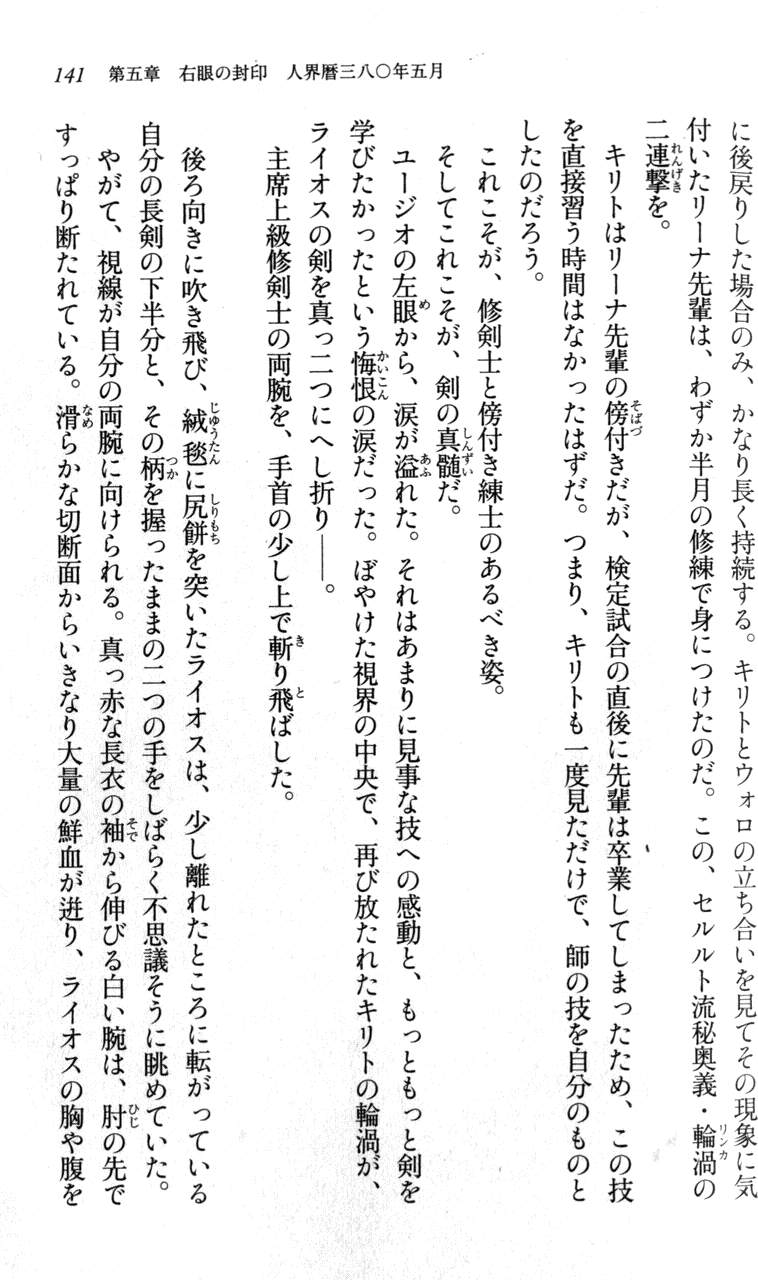 141　第五章　右眼の封印　人界暦三八〇年五月
に後戻りした場合のみ、かなり長く持続する。キリトとウォロの立ち合いを見てその現象に気
付いたリーナ先輩は、わずか半月の修練で身につけたのだ。この、セルルト流秘奥義・輪渦の
二連撃を。
キリトはリーナ先輩の傍付きだが、検定試合の直後に先輩は卒業してしまったため、この技
を直接習う時間はなかったはずだ。つまり、キリトも一度見ただけで、師の技を自分のものと
したのだろう。
これこそが、修剣士と傍付き練士のあるべき姿。
そしてこれこそが、剣の真髄だ。
ユージオの左眼から、涙が溢れた。それはあまりに見事な技への感動と、もっともっと剣を
学びたかったという悔恨の涙だった。ぼやけた視界の中央で、再び放たれたキリトの輪渦が、
ライオスの剣を真っ二つにへし折り――。
主席上級修剣士の両腕を、手首の少し上で斬り飛ばした。
後ろ向きに吹き飛び、絨毯に尻餅を突いたライオスは、少し離れたところに転がっている
自分の長剣の下半分と、その柄を握ったままの二つの手をしばらく不思議そうに眺めていた。
やがて、視線が自分の両腕に向けられる。真っ赤な長衣の袖から伸びる白い腕は、肘の先で
すっぱり断たれている。滑らかな切断面からいきなり大量の鮮血が迸り、ライオスの胸や腹を